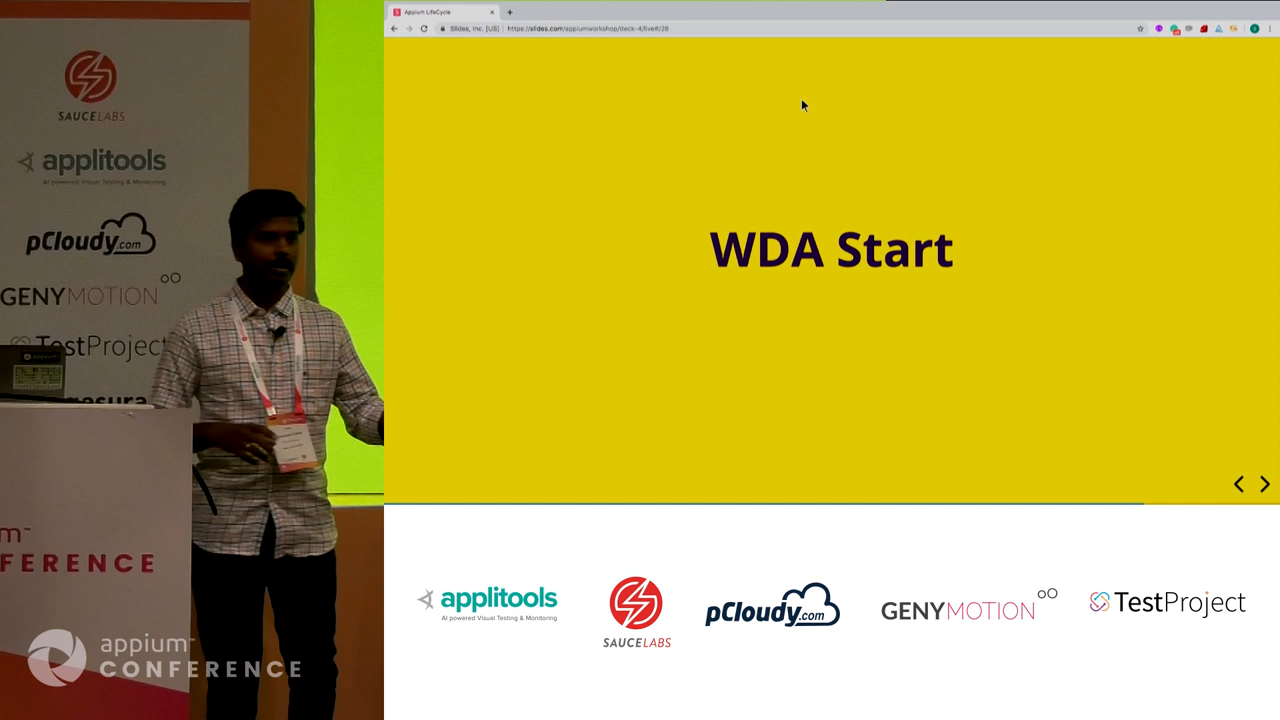 SAUCELABS
applitools
AI powered Visual Testing & Monitoring
pCloudy.com
GENYMOTION
TestProject
appium
FERENCE
appium™
CONFERENCE
Appium LifeCycle
Slides, Inc. [US]
https://slides.com/appiumworkshop/deck-4/live#/28
WDA Start
applitools
AI powered Visual Testing & Monitoring
SAUCELABS
pCloudy.com
GENYMOTION
TestProject